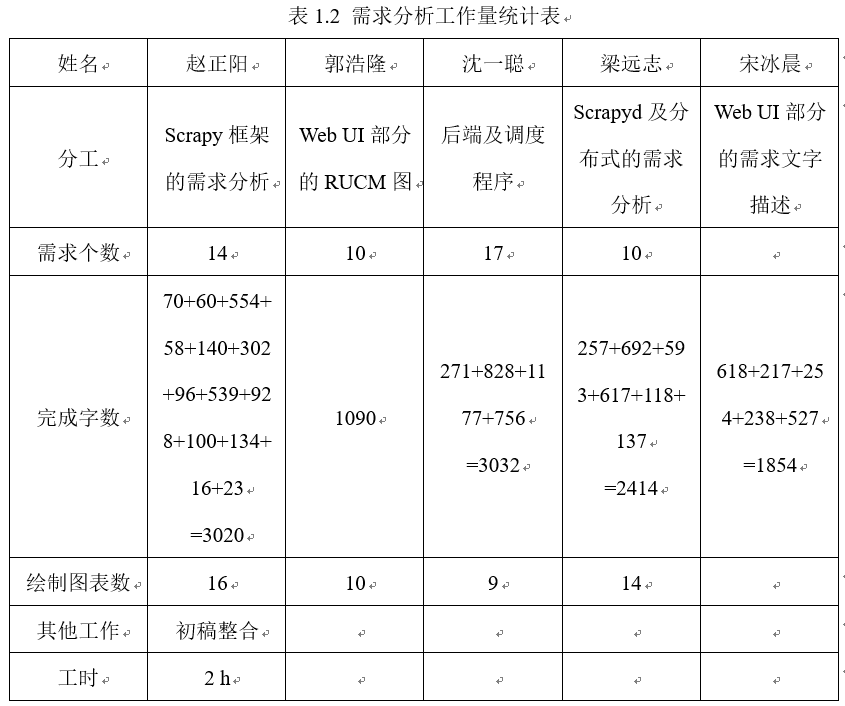 表 1.2 需求分析工作量统计表
姓名 赵正阳 郭浩隆 沈一聪 梁远志 宋冰晨
分工
Scrapy 框架
的需求分析
Web UI 部分
的 RUCM 图
后端及调度
程序
Scrapyd 及分
布式的需求
分析
Web UI 部分
的需求文字
描述
需求个数 14 10 17 10
完成字数
70+60+554+
58+140+302
+96+539+92
8+100+134+
16+23
=3020
1090
271+828+11
77+756
=3032
257+692+59
3+617+118+
137
=2414
618+217+25
4+238+527
=1854
绘制图表数 16 10 9 14
其他工作 初稿整合
工时 2 h